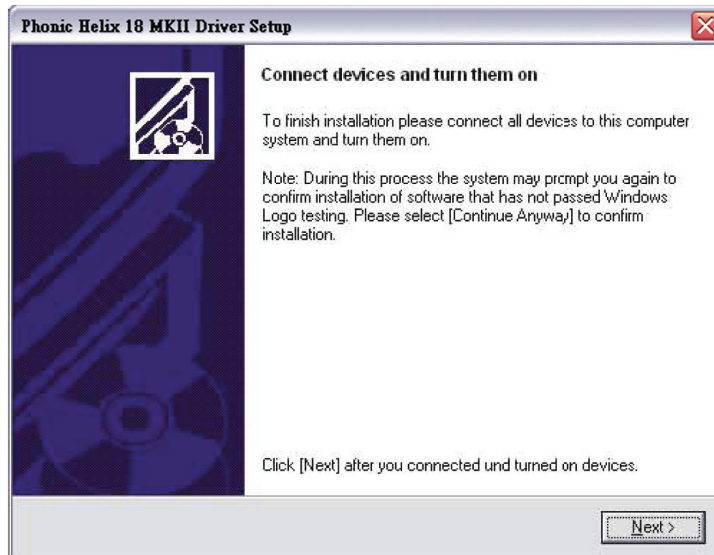 Phonic Helix 18 MKII Driver Setup
Connect devices and turn them on
To finish installation please connect all devices to this computer
system and turn them on.
Note: During this process the system may prompt you again to
confirm installation of software that has not passed Windows
Logo testing. Please select [Continue Anyway] to confirm
installation.
Click [Next] after you connected und turned on devices.
Next >